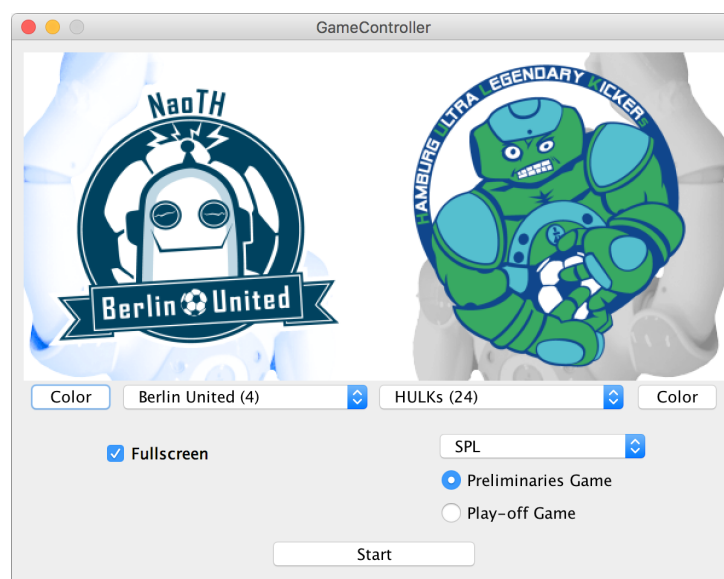 GameController
NaoTH
Berlin United
HAMBURG ULTRA LEGENDARY KICKERS
Color
Berlin United (4)
HULKs (24)
Color
Fullscreen
SPL
Preliminaries Game
Play-off Game
Start